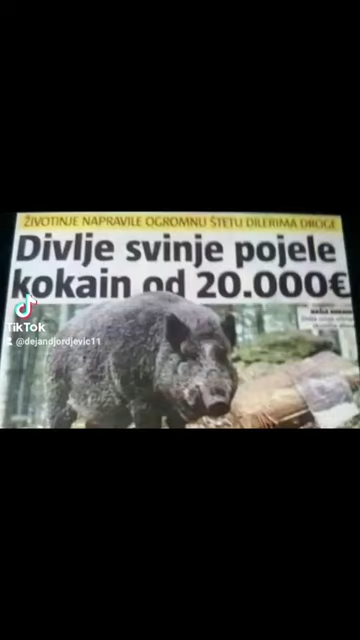 ŽIVOTINJE NAPRAVILE OGROMNU ŠTETU DILERIMA DROGE
Divlje svinje pojele
kokain od 20.000€
TikTok
@dejandjordjevic11